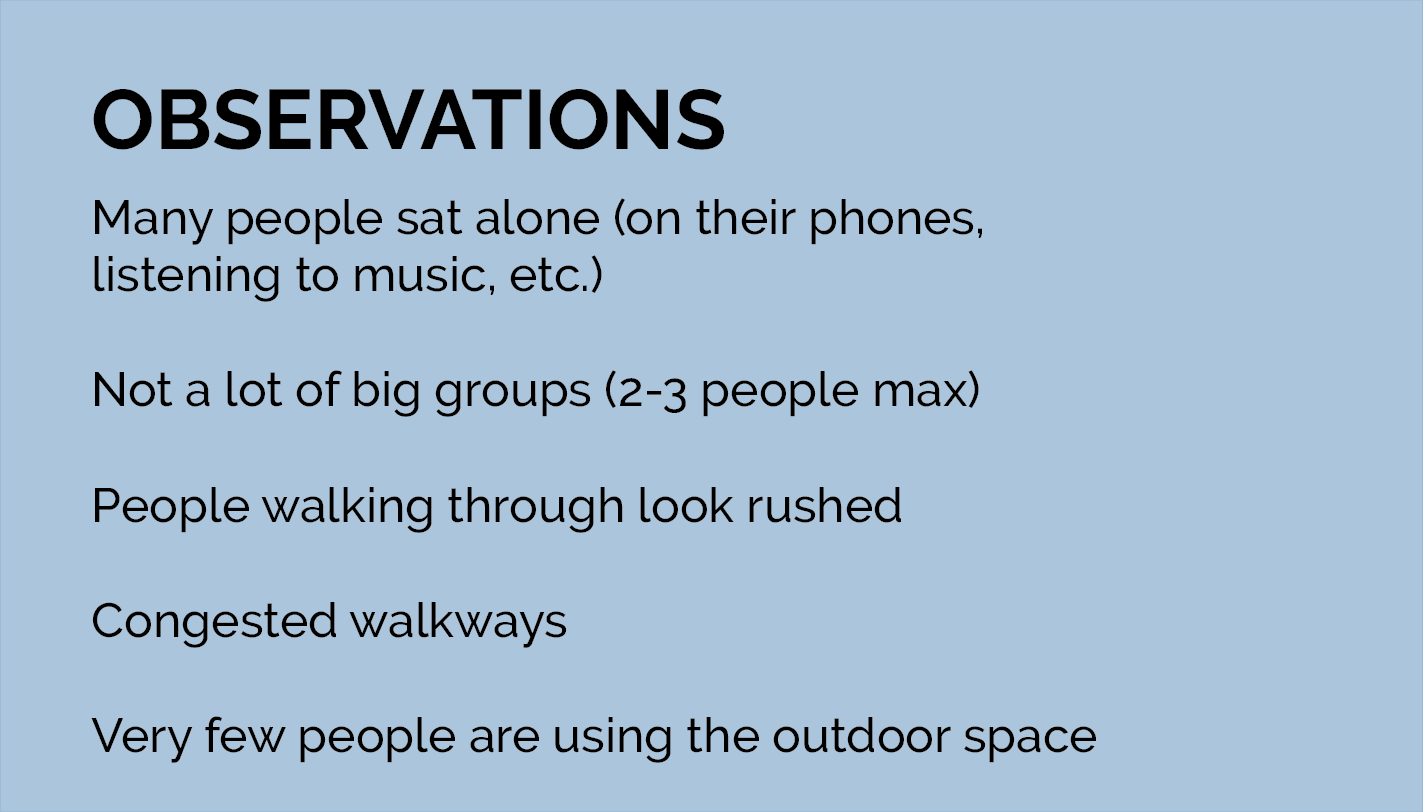 OBSERVATIONS
Many people sat alone (on their phones,
listening to music, etc.)
Not a lot of big groups (2-3 people max)
People walking through look rushed
Congested walkways
Very few people are using the outdoor space